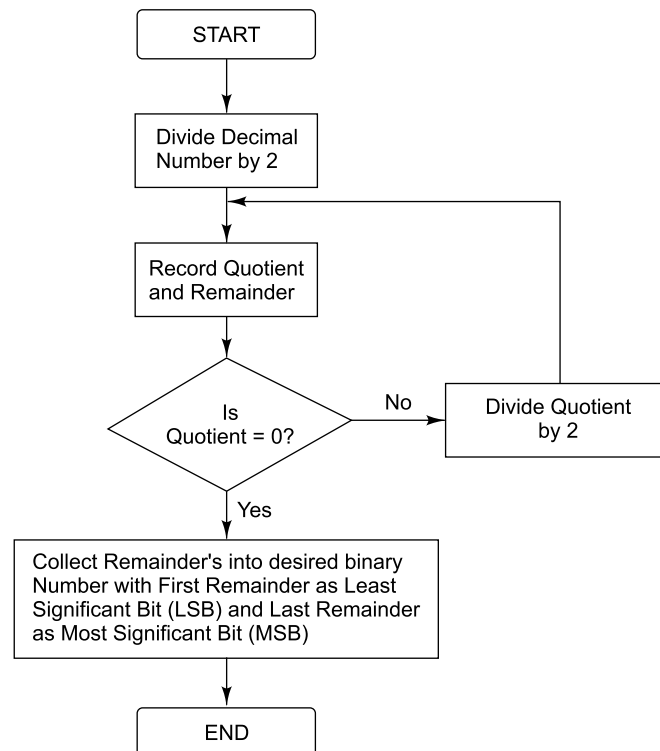 START
Divide Decimal
Number by 2
Record Quotient
and Remainder
Is
Quotient = 0?
No
Divide Quotient
by 2
Yes
Collect Remainder's into desired binary
Number with First Remainder as Least
Significant Bit (LSB) and Last Remainder
as Most Significant Bit (MSB)
END